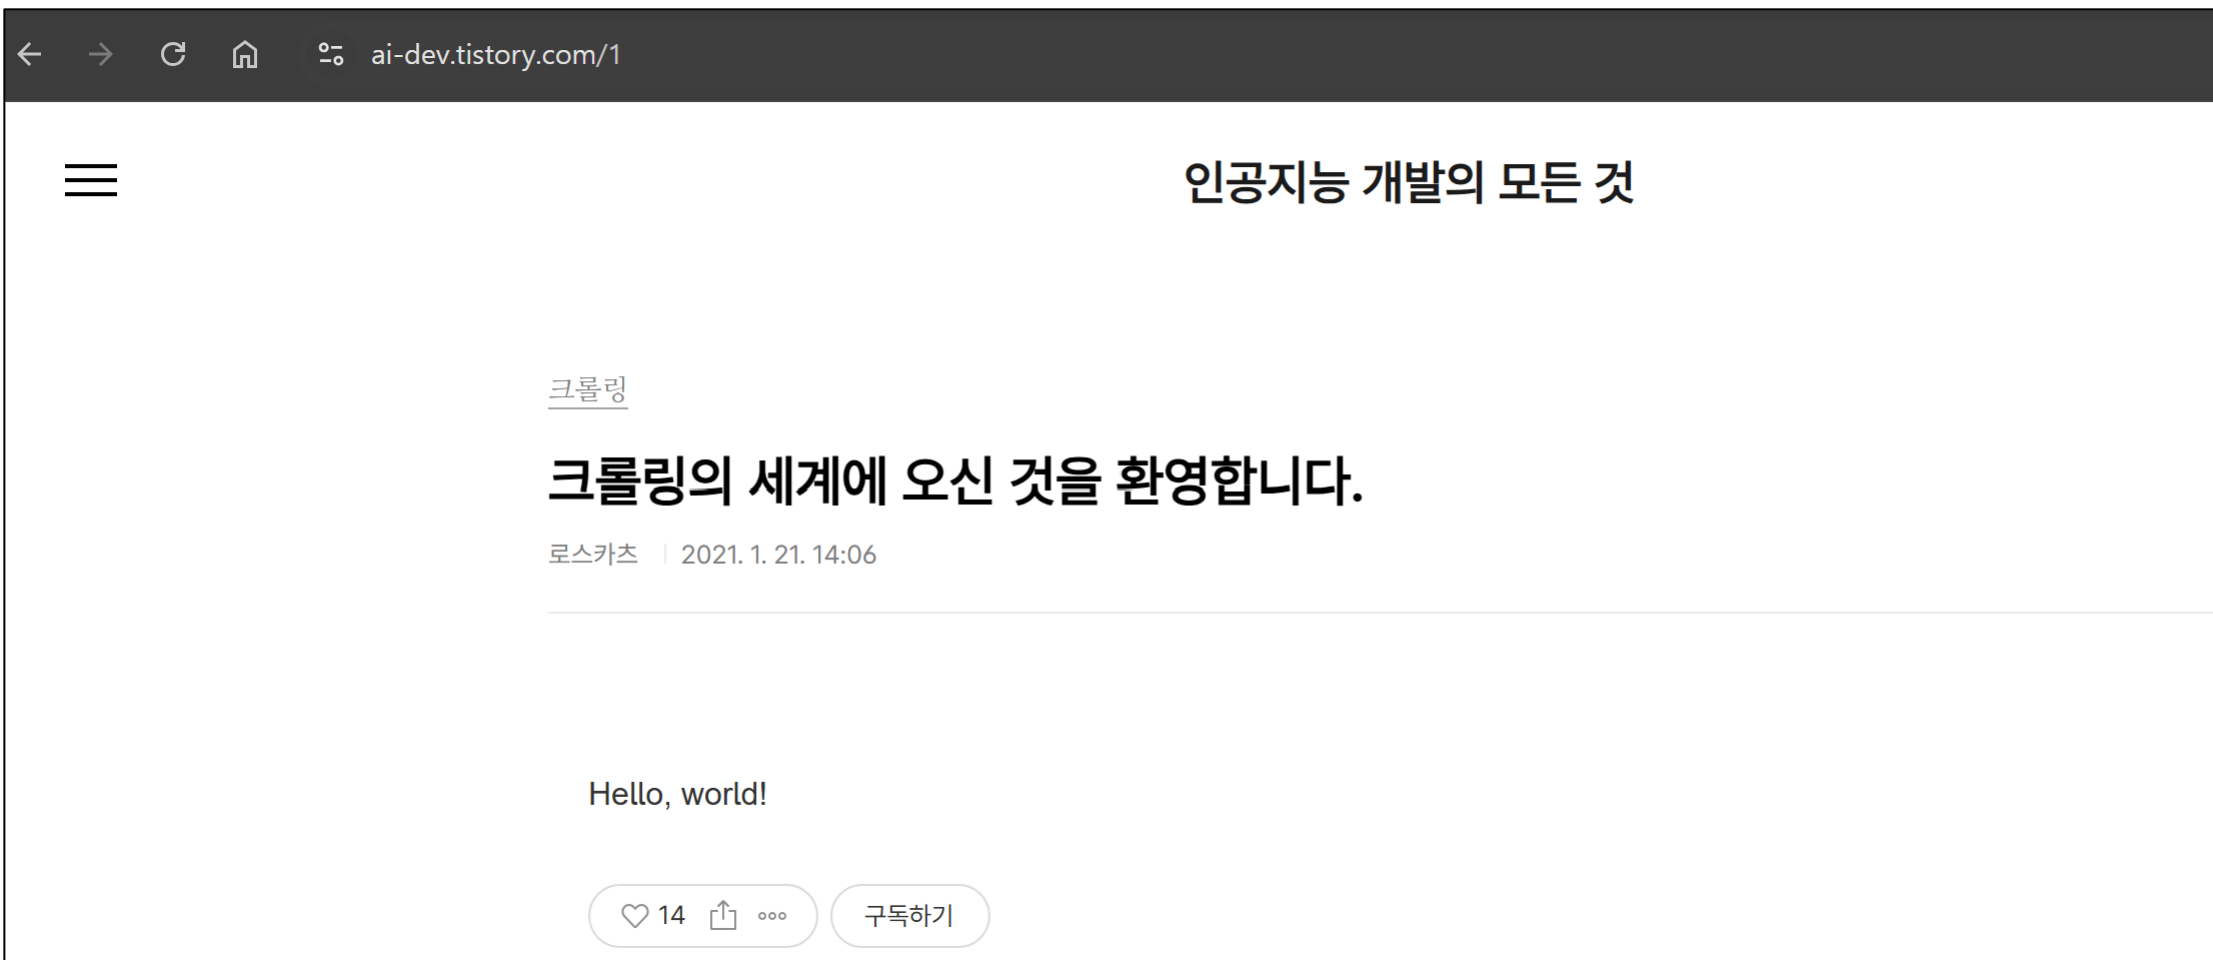 ai-dev.tistory.com/1
인공지능 개발의 모든 것
크롤링
크롤링의 세계에 오신 것을 환영합니다.
로스카츠 2021. 1. 21. 14:06
Hello, world!
14 구독하기